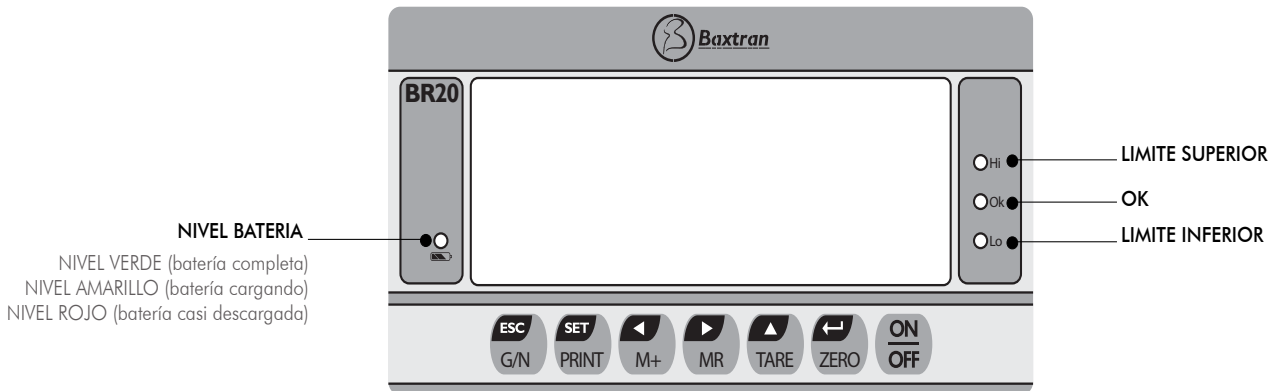 Baxtran
BR20
Hi
LIMITE SUPERIOR
Ok
OK
Lo
LIMITE INFERIOR
NIVEL BATERIA
NIVEL VERDE (batería completa)
NIVEL AMARILLO (batería cargando)
NIVEL ROJO (batería casi descargada)
ESC SET ON
G/N PRINT M+ MR TARE ZERO OFF